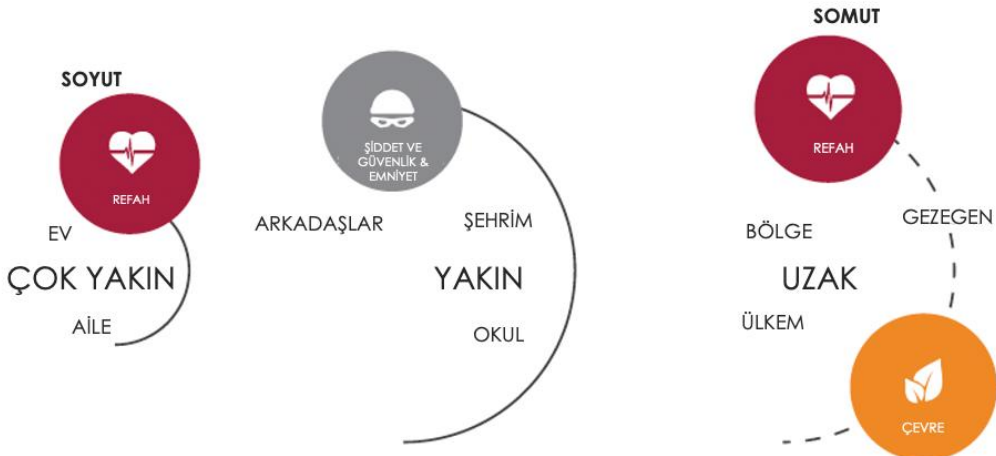 SOYUT
REFAH
EV
ÇOK YAKIN
AİLE
ŞİDDET VE
GÜVENLİK &
EMNİYET
ARKADAŞLAR
ŞEHRİM
YAKIN
OKUL
SOMUT
REFAH
BÖLGE
GEZEGEN
UZAK
ÜLKEM
ÇEVRE